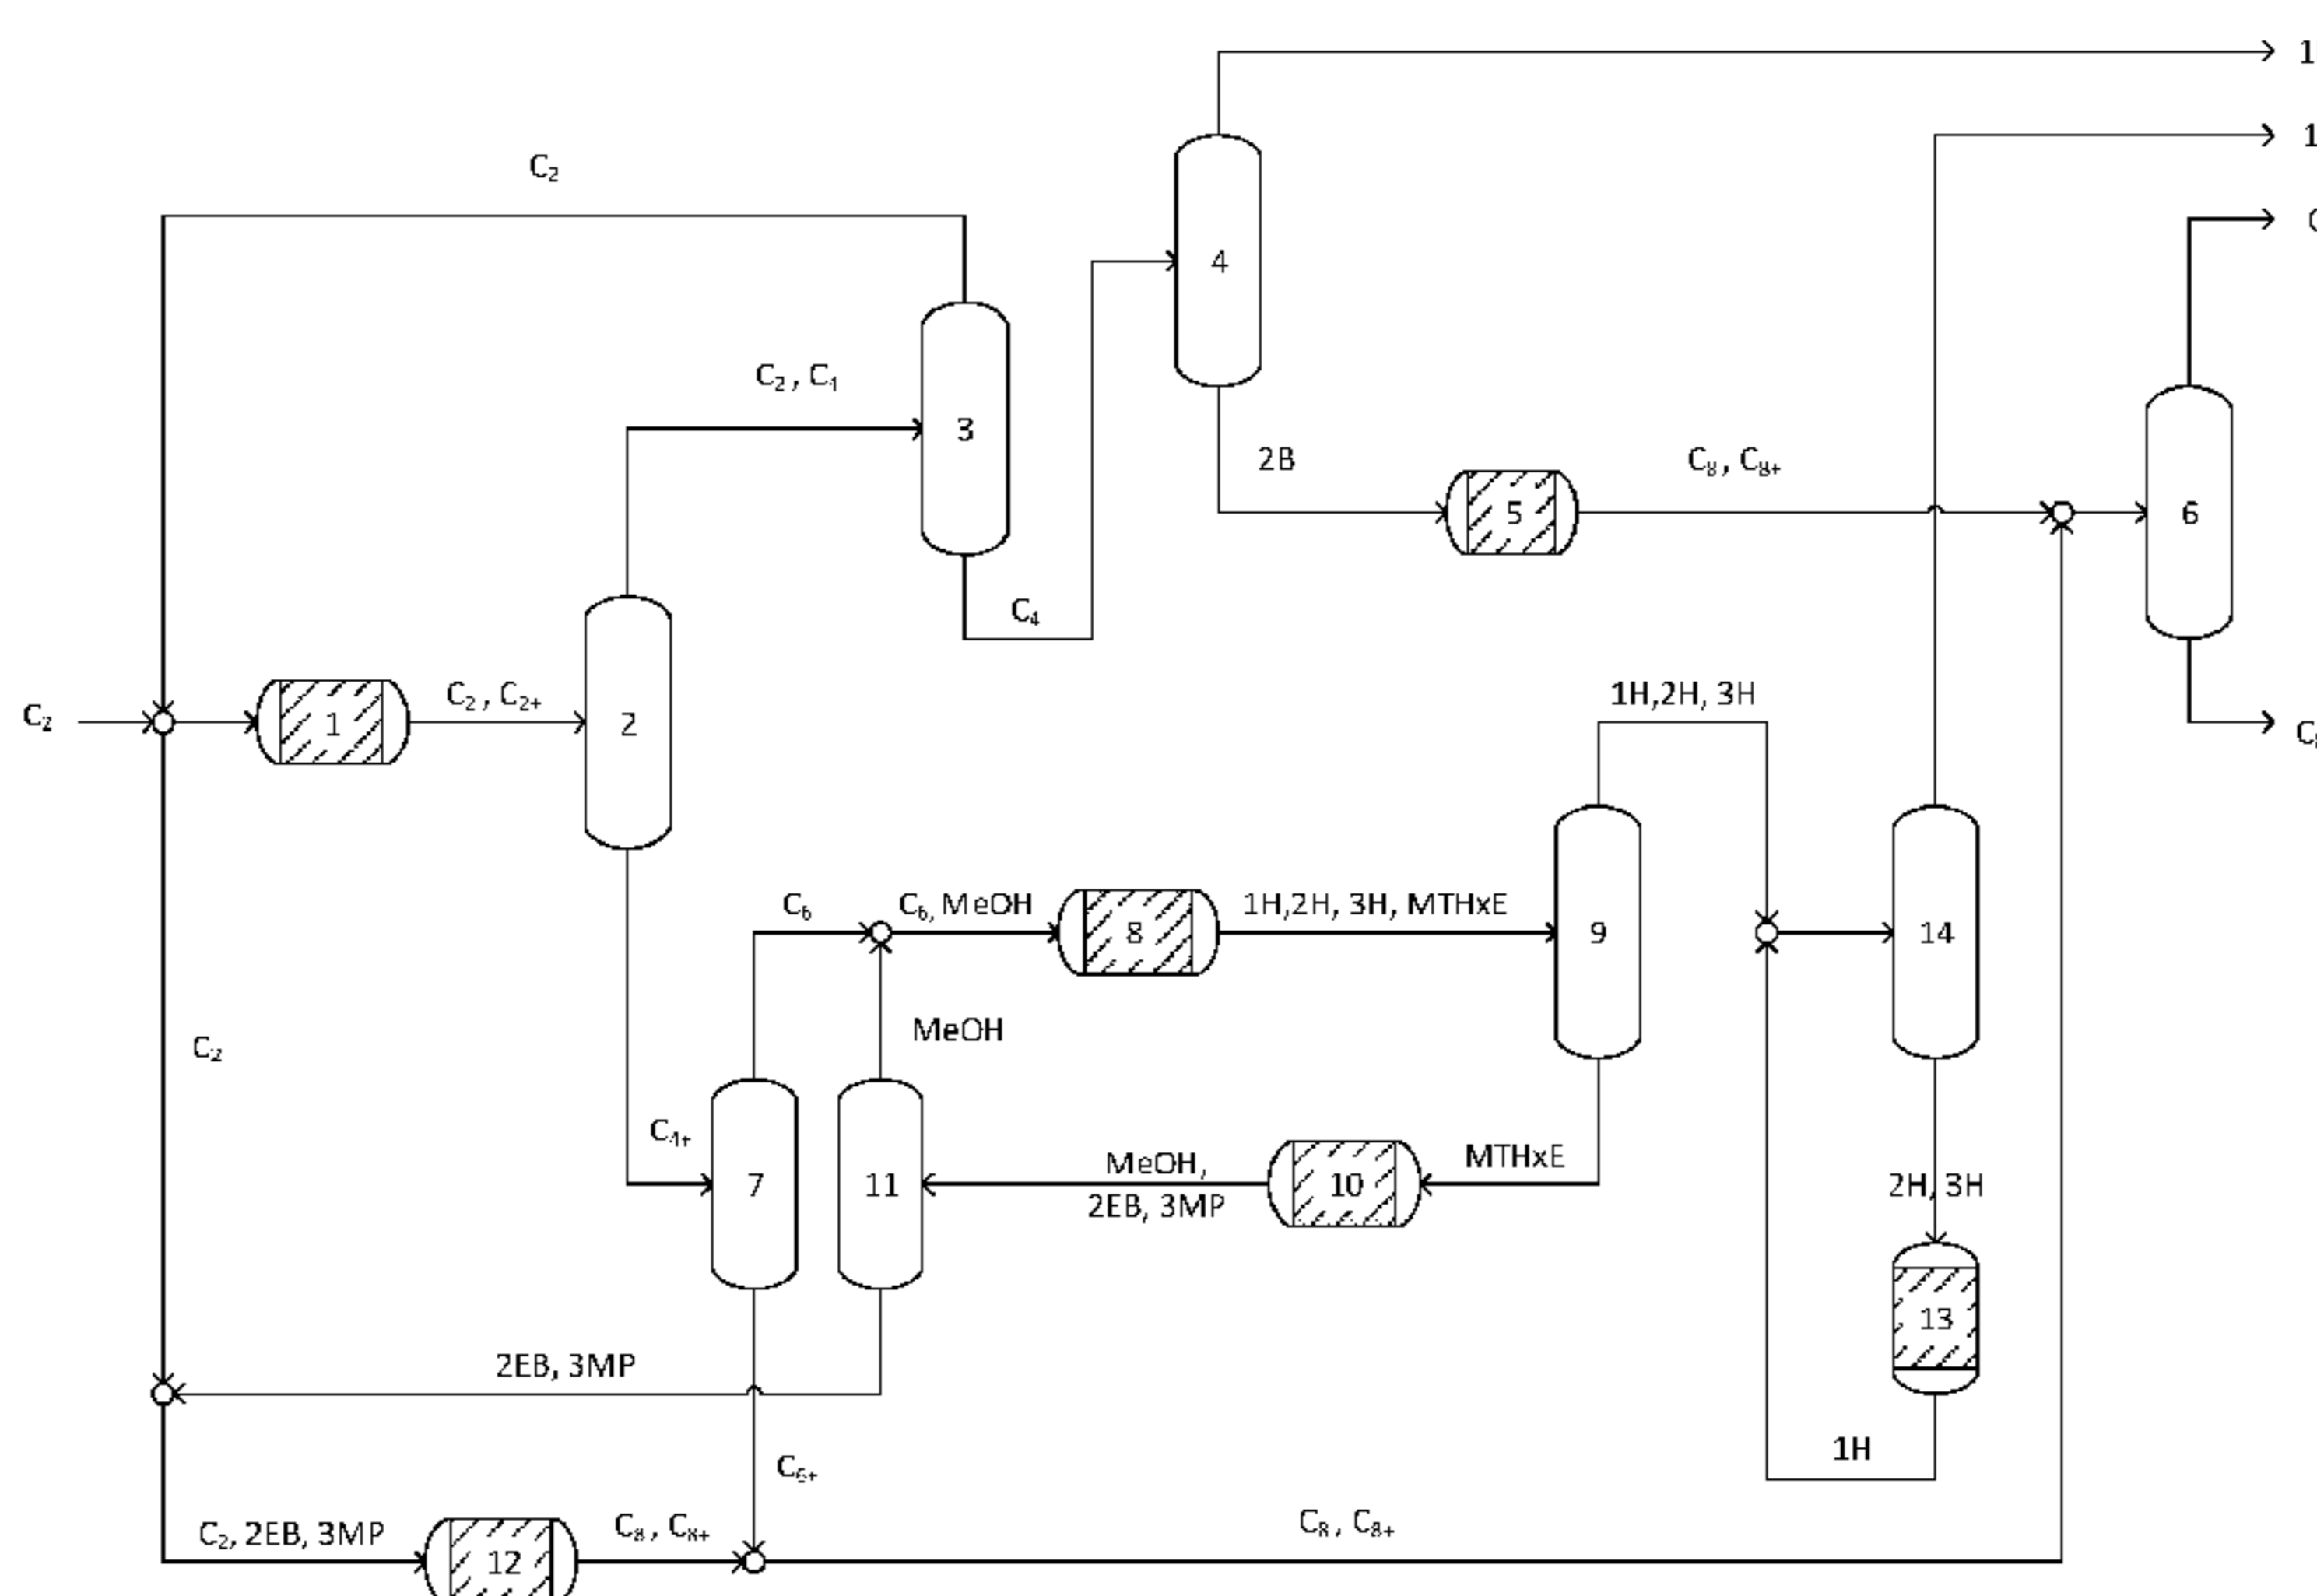 1
1
C₂
4
C₂, C₄
3
2B
C₈, C₈₊
5
6
C₄
C₂
C₂, C₂₊
1
2
1H,2H, 3H
C₆
C₆, MeOH
1H,2H, 3H, MTHxE
8
9
14
MeOH
C₂
C₄₊
7
11
MeOH,
2EB, 3MP
10
MTHxE
2H, 3H
13
2EB, 3MP
1H
C₆₊
C₂, 2EB, 3MP
12
C₈, C₈₊
C₈, C₈₊